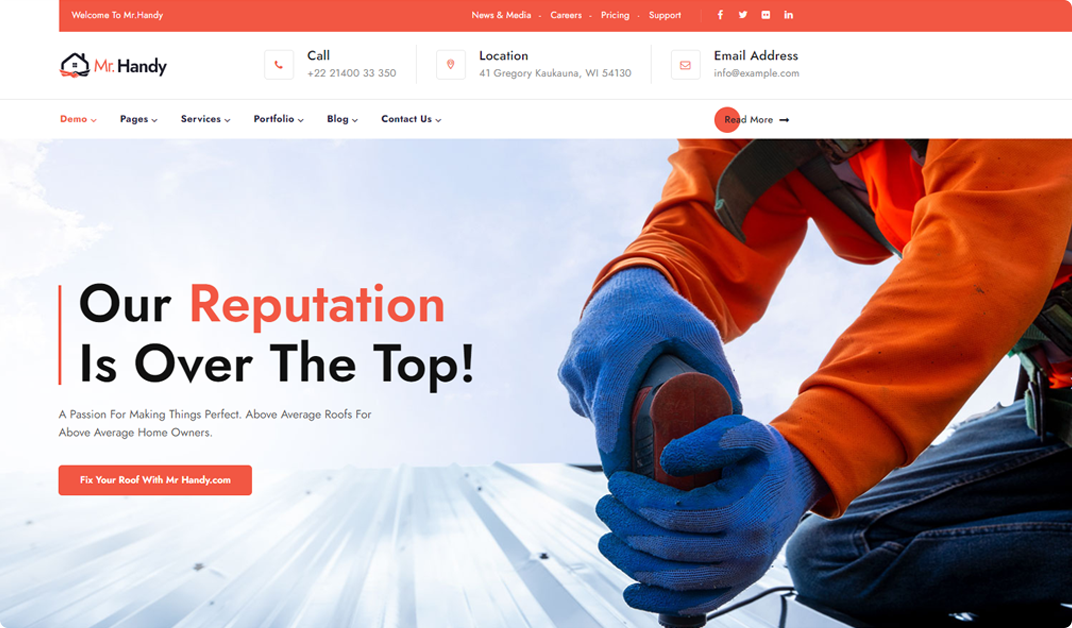 Welcome To Mr.Handy
News & Media - Careers - Pricing - Support
Mr. Handy
Call
+22 21400 33 350
Location
41 Gregory Kaukauna, WI 54130
Email Address
info@example.com
Demo Pages Services Portfolio Blog Contact Us
Read More
Our Reputation
Is Over The Top!
A Passion For Making Things Perfect. Above Average Roofs For
Above Average Home Owners.
Fix Your Roof With Mr Handy.com